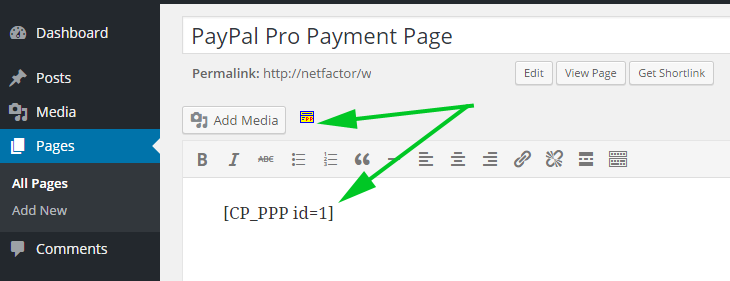 Dashboard
Posts
Media
Pages
All Pages
Add New
Comments
PayPal Pro Payment Page
Permalink: http://netfactor/w
Edit
View Page
Get Shortlink
Add Media
B I ABC
[CP_PPP id=1]